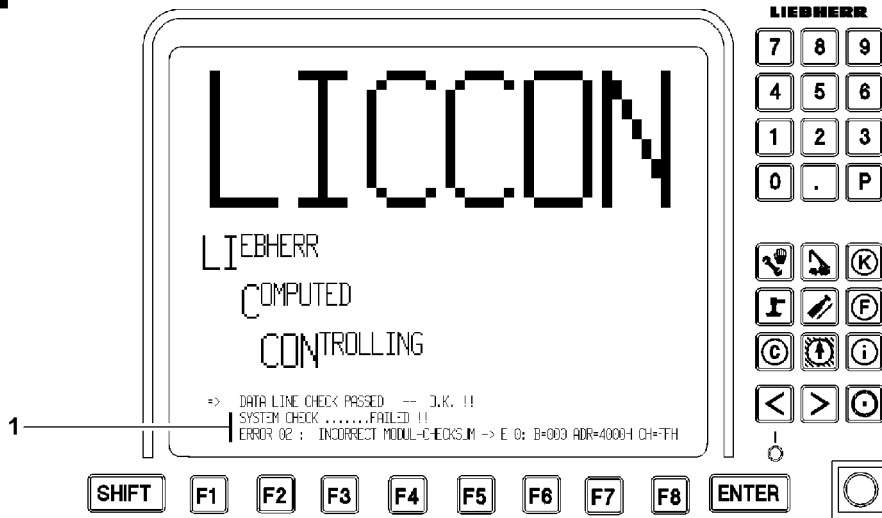 LIEBHERR
7 8 9
4 5 6
1 2 3
0 . P
LICCON
LIEBHERR
COMPUTED
CONTROLLING
K
F
C i
=> DATA LINE CHECK PASSED -- O.K. !!
< >
1
SYSTEM CHECK .......FAILED !!
ERROR 02 : INCORRECT MODUL-CHECKSUM -> E 0: B=000 ADR=4000H CH=FFH
SHIFT F1 F2 F3 F4 F5 F6 F7 F8 ENTER